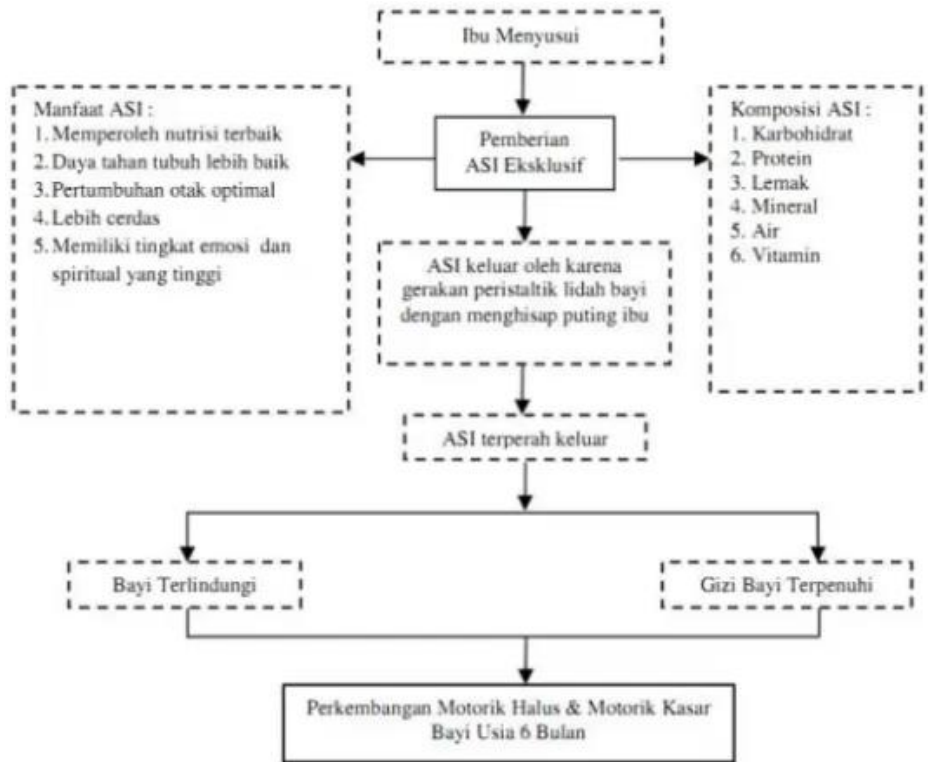 Ibu Menyusui
Manfaat ASI :
1. Memperoleh nutrisi terbaik
2. Daya tahan tubuh lebih baik
3. Pertumbuhan otak optimal
4. Lebih cerdas
5. Memiliki tingkat emosi dan
spiritual yang tinggi
Pemberian
ASI Eksklusif
Komposisi ASI :
1. Karbohidrat
2. Protein
3. Lemak
4. Mineral
5. Air
6. Vitamin
ASI keluar oleh karena
gerakan peristaltik lidah bayi
dengan menghisap puting ibu
ASI terperah keluar
Bayi Terlindungi
Gizi Bayi Terpenuhi
Perkembangan Motorik Halus & Motorik Kasar
Bayi Usia 6 Bulan